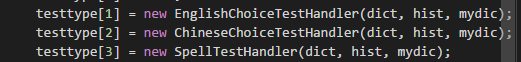 testtype[1] = new EnglishChoiceTestHandler(dict, hist, mydic);
testtype[2] = new ChineseChoiceTestHandler(dict, hist, mydic);
testtype[3] = new SpellTestHandler(dict, hist, mydic);